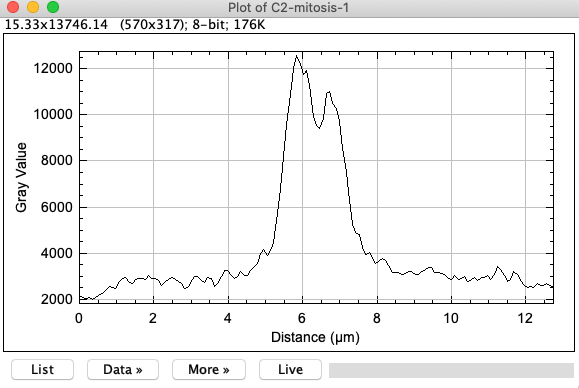 Plot of C2-mitosis-1
15.33x13746.14 (570x317); 8-bit; 176K
12000
10000
8000
6000
4000
2000
Gray Value
0 2 4 6 8 10 12
Distance (µm)
List Data » More » Live